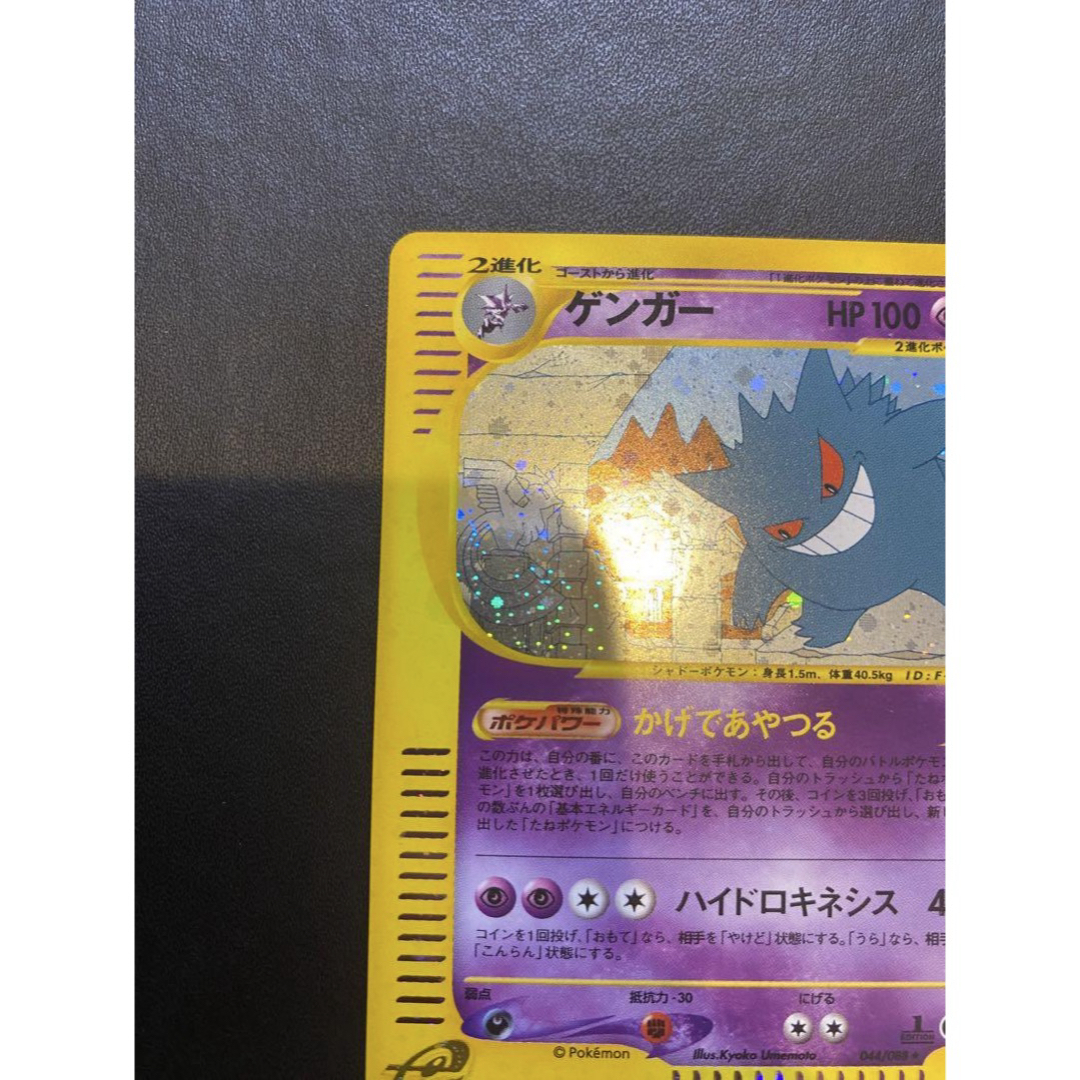 2進化 ゴーストから進化
ゲンガー HP 100
2進化ポ
シャドーポケモン：身長1.5m、体重40.5kg ID：F
特殊能力
ポケパワー かげであやつる
この力は、自分の番に、このカードを手札から出して、自分のバトルポケモ
進化させたとき、1回だけ使うことができる。自分のトラッシュから「たねポ
モン」を1枚選び出し、自分のベンチに出す。その後、コインを3回投げ、「おも
の数ぶんの「基本エネルギーカード」を、自分のトラッシュから選び出し、新し
出した「たねポケモン」につける。
ハイドロキネシス 4
コインを1回投げ、「おもて」なら、相手を「やけど」状態にする。「うら」なら、相手
「こんらん」状態にする。
弱点 抵抗力-30 にげる
1
EDITION
©Pokémon Illus.Kyoko Umemoto 044/088★